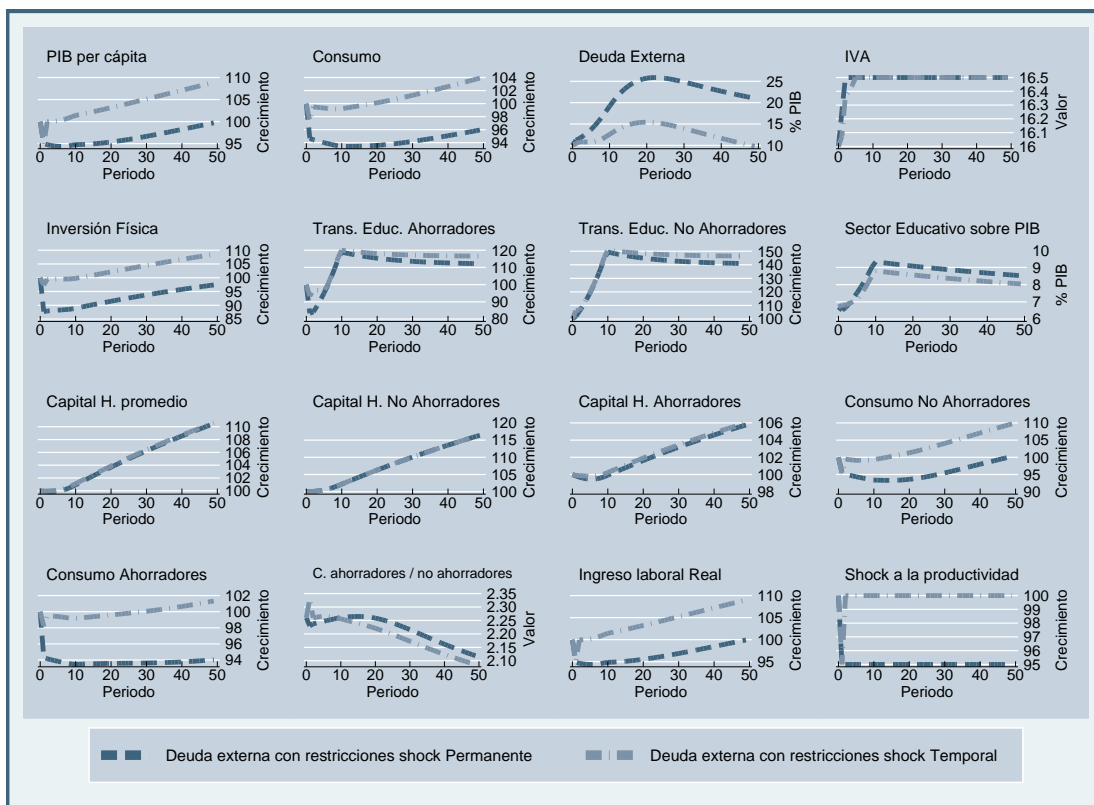 PIB per cápita
110
105
100
95
Crecimiento
0 10 20 30 40 50
Periodo
Consumo
104
102
100
98
96
94
Crecimiento
0 10 20 30 40 50
Periodo
Deuda Externa
25
20
15
10
% PIB
0 10 20 30 40 50
Periodo
IVA
16.5
16.4
16.3
16.2
16.1
16
Valor
0 10 20 30 40 50
Periodo
Inversión Física
110
105
100
95
90
85
Crecimiento
0 10 20 30 40 50
Periodo
Trans. Educ. Ahorradores
120
110
100
90
80
Crecimiento
0 10 20 30 40 50
Periodo
Trans. Educ. No Ahorradores
150
140
130
120
110
100
Crecimiento
0 10 20 30 40 50
Periodo
Sector Educativo sobre PIB
10
9
8
7
6
% PIB
0 10 20 30 40 50
Periodo
Capital H. promedio
110
108
106
104
102
100
Crecimiento
0 10 20 30 40 50
Periodo
Capital H. No Ahorradores
120
115
110
105
100
Crecimiento
0 10 20 30 40 50
Periodo
Capital H. Ahorradores
106
104
102
100
98
Crecimiento
0 10 20 30 40 50
Periodo
Consumo No Ahorradores
110
105
100
95
90
Crecimiento
0 10 20 30 40 50
Periodo
Consumo Ahorradores
102
100
98
96
94
Crecimiento
0 10 20 30 40 50
Periodo
C. ahorradores / no ahorradores
2.35
2.30
2.25
2.20
2.15
2.10
Valor
0 10 20 30 40 50
Periodo
Ingreso laboral Real
110
105
100
95
Crecimiento
0 10 20 30 40 50
Periodo
Shock a la productividad
100
99
98
97
96
95
Crecimiento
0 10 20 30 40 50
Periodo
Deuda externa con restricciones shock Permanente
Deuda externa con restricciones shock Temporal